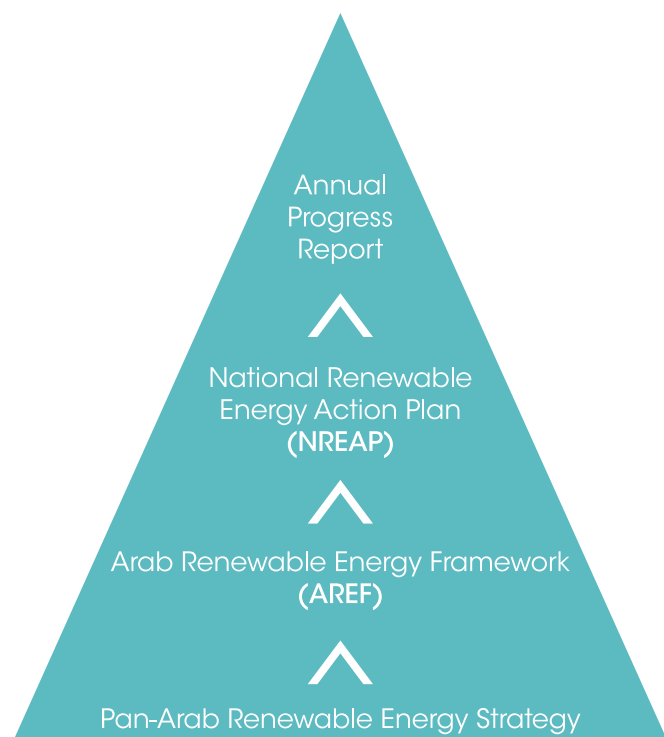 Annual
Progress
Report
National Renewable
Energy Action Plan
(NREAP)
Arab Renewable Energy Framework
(AREF)
Pan-Arab Renewable Energy Strategy